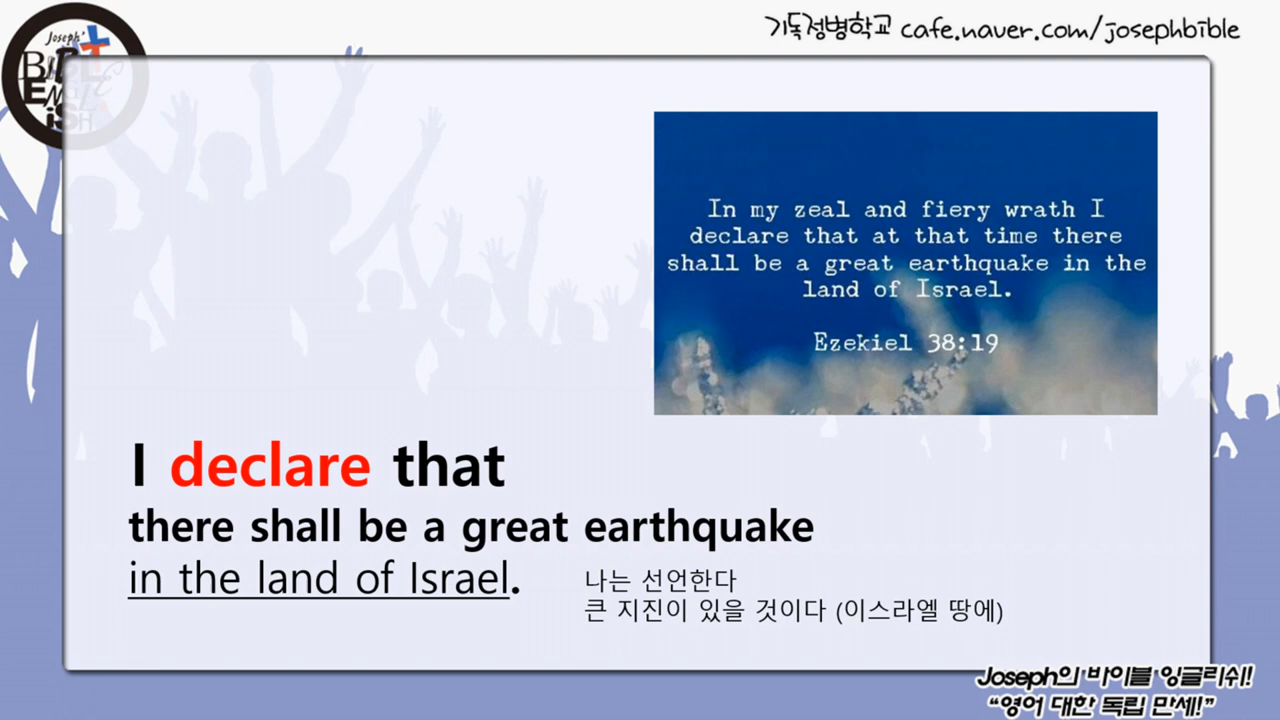 Joseph'
BIBLE
ENGLISH
기독정병학교 cafe.naver.com/josephbible
In my zeal and fiery wrath I
declare that at that time there
shall be a great earthquake in the
land of Israel.
Ezekiel 38:19
I declare that
there shall be a great earthquake
in the land of Israel.
나는 선언한다
큰 지진이 있을 것이다 (이스라엘 땅에)
Joseph의 바이블 잉글리쉬!
“영어 대한 독립 만세!”